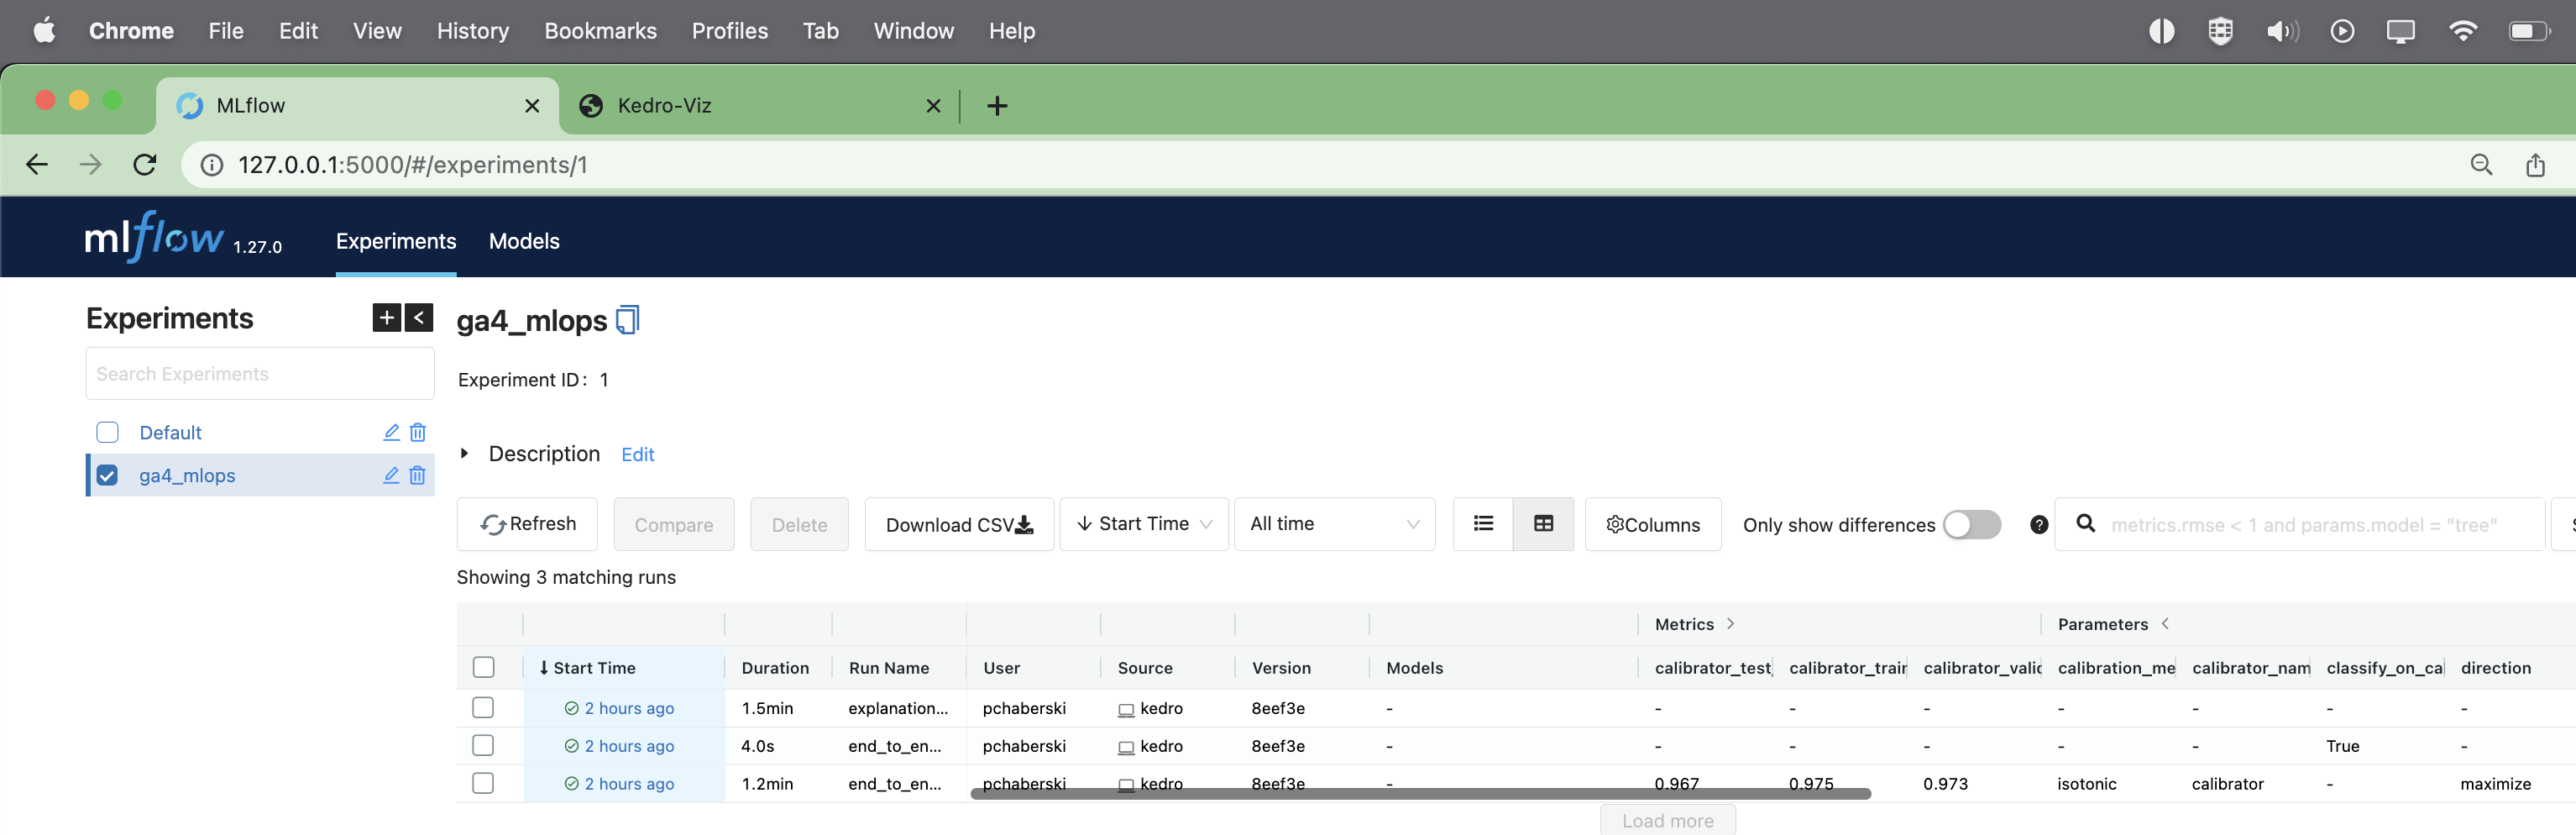 Chrome File Edit View History Bookmarks Profiles Tab Window Help
MLflow Kedro-Viz
127.0.0.1:5000/#/experiments/1
mlflow 1.27.0 Experiments Models
Experiments
ga4_mlops
Search Experiments
Experiment ID: 1
Default
ga4_mlops
Description Edit
Refresh Compare Delete Download CSV Start Time All time Columns Only show differences metrics.rmse < 1 and params.model = "tree"
Showing 3 matching runs
Metrics Parameters
Start Time Duration Run Name User Source Version Models calibrator_test calibrator_train calibrator_valid calibration_me calibrator_nam classify_on_cal direction
2 hours ago 1.5min explanation... pchaberski kedro 8eef3e - - - - - - - -
2 hours ago 4.0s end_to_en... pchaberski kedro 8eef3e - - - - - - True -
2 hours ago 1.2min end_to_en... pchaberski kedro 8eef3e - 0.967 0.975 0.973 isotonic calibrator - maximize
Load more